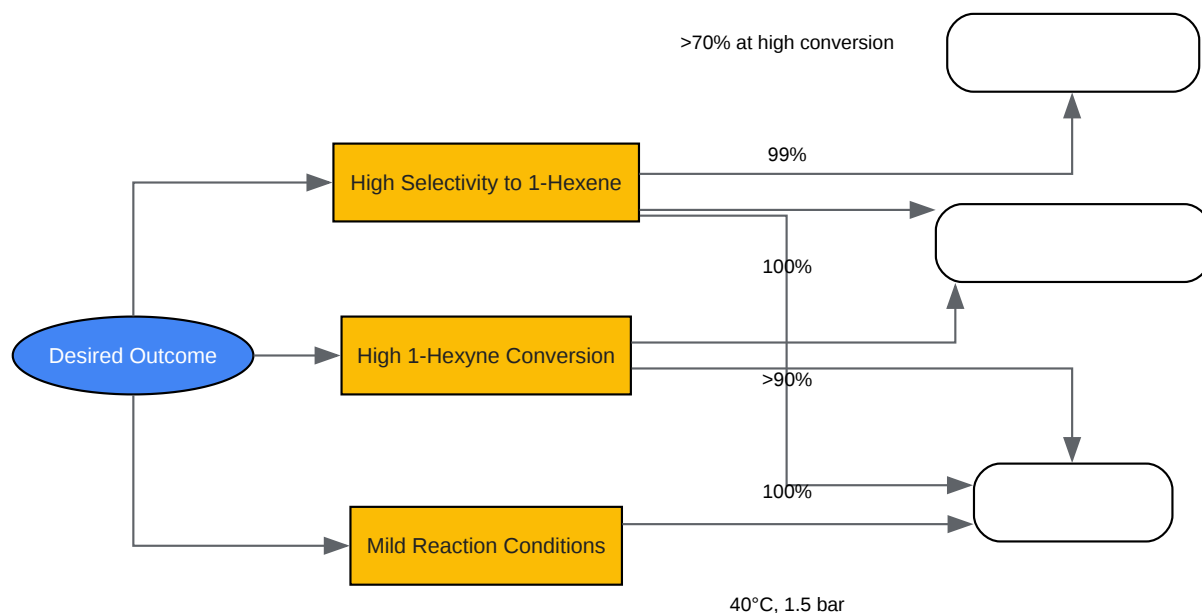 >70% at high conversion
99%
High Selectivity to 1-Hexene
100%
Desired Outcome
High 1-Hexyne Conversion
>90%
100%
Mild Reaction Conditions
40°C, 1.5 bar